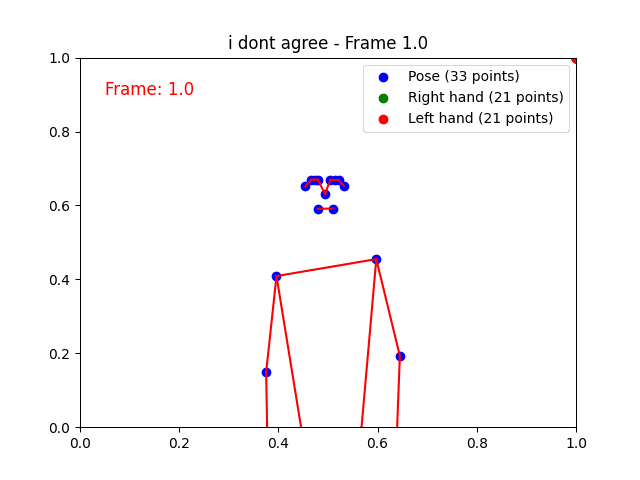 i dont agree - Frame 1.0
Frame: 1.0
Pose (33 points)
Right hand (21 points)
Left hand (21 points)
1.0
0.8
0.6
0.4
0.2
0.0
0.0 0.2 0.4 0.6 0.8 1.0